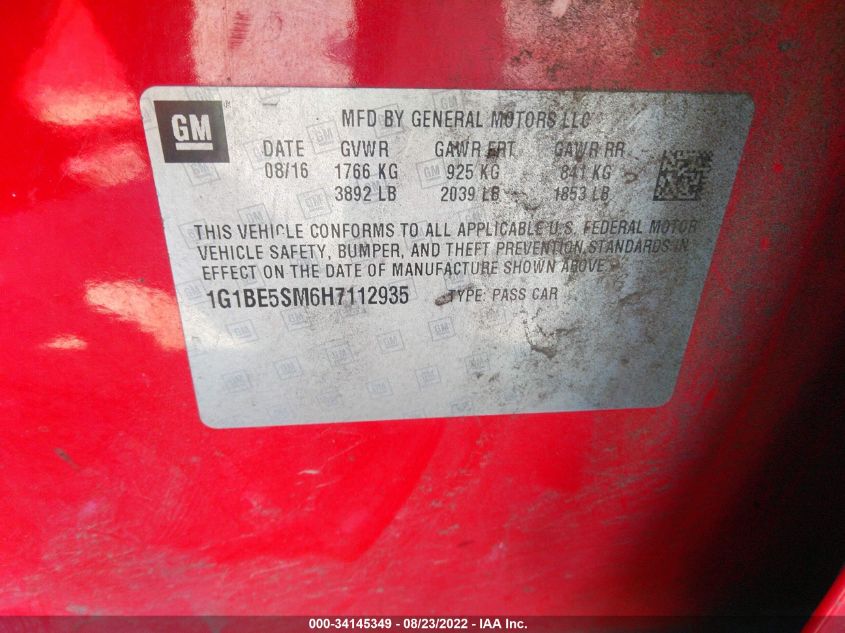 GM
MFD BY GENERAL MOTORS LLC
DATE GVWR GAWR FRT GAWR RR
08/16 1766 KG 925 KG 841 KG
3892 LB 2039 LB 1853 LB
THIS VEHICLE CONFORMS TO ALL APPLICABLE U.S. FEDERAL MOTOR
VEHICLE SAFETY, BUMPER, AND THEFT PREVENTION STANDARDS IN
EFFECT ON THE DATE OF MANUFACTURE SHOWN ABOVE.
1G1BE5SM6H7112935 TYPE: PASS CAR
000-34145349 - 08/23/2022 - IAA Inc.